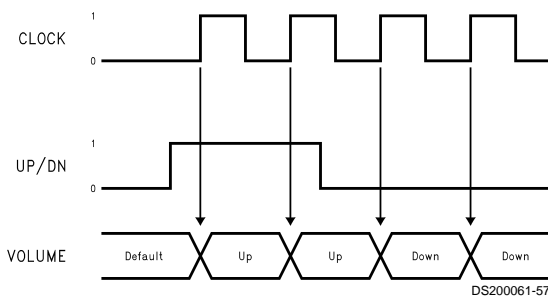 CLOCK
1
0
UP/DN
1
0
VOLUME
Default Up Up Down Down
DS200061-57